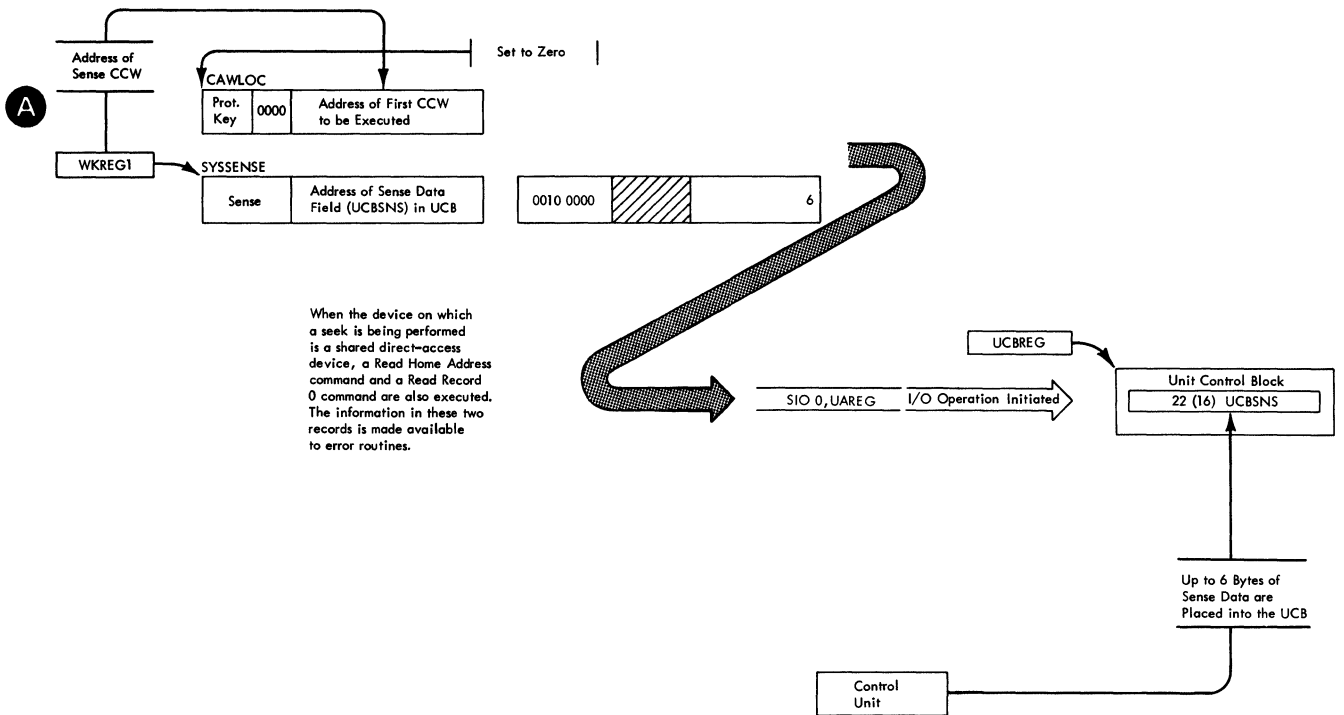 Address of
Sense CCW
Set to Zero
A
CAWLOC
Prot.
Key
0000
Address of First CCW
to be Executed
WKREG1
SYSSENSE
Sense
Address of Sense Data
Field (UCBSNS) in UCB
0010 0000
6
When the device on which
a seek is being performed
is a shared direct-access
device, a Read Home Address
command and a Read Record
0 command are also executed.
The information in these two
records is made available
to error routines.
SIO 0,UAREG
I/O Operation Initiated
UCBREG
Unit Control Block
22 (16) UCBSNS
Up to 6 Bytes of
Sense Data are
Placed into the UCB
Control
Unit